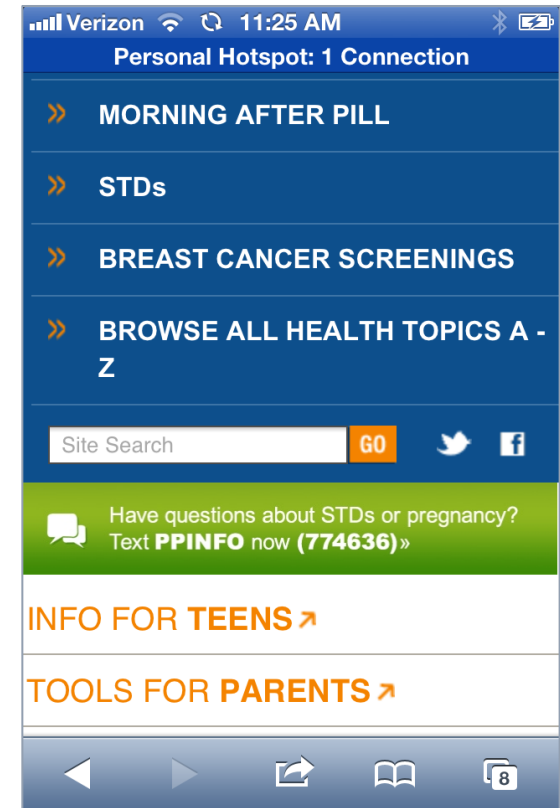 Verizon 11:25 AM
Personal Hotspot: 1 Connection
MORNING AFTER PILL
STDs
BREAST CANCER SCREENINGS
BROWSE ALL HEALTH TOPICS A -
Z
Site Search GO
Have questions about STDs or pregnancy?
Text PPINFO now (774636)»
INFO FOR TEENS
TOOLS FOR PARENTS
8